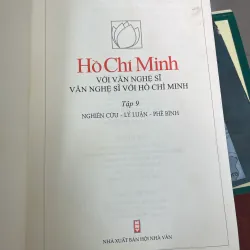 Hồ Chí Minh
VỚI VĂN NGHỆ SĨ
VĂN NGHỆ SĨ VỚI HỒ CHÍ MINH
Tập 9
NGHIÊN CỨU - LÝ LUẬN - PHÊ BÌNH
NHÀ XUẤT BẢN HỘI NHÀ VĂN